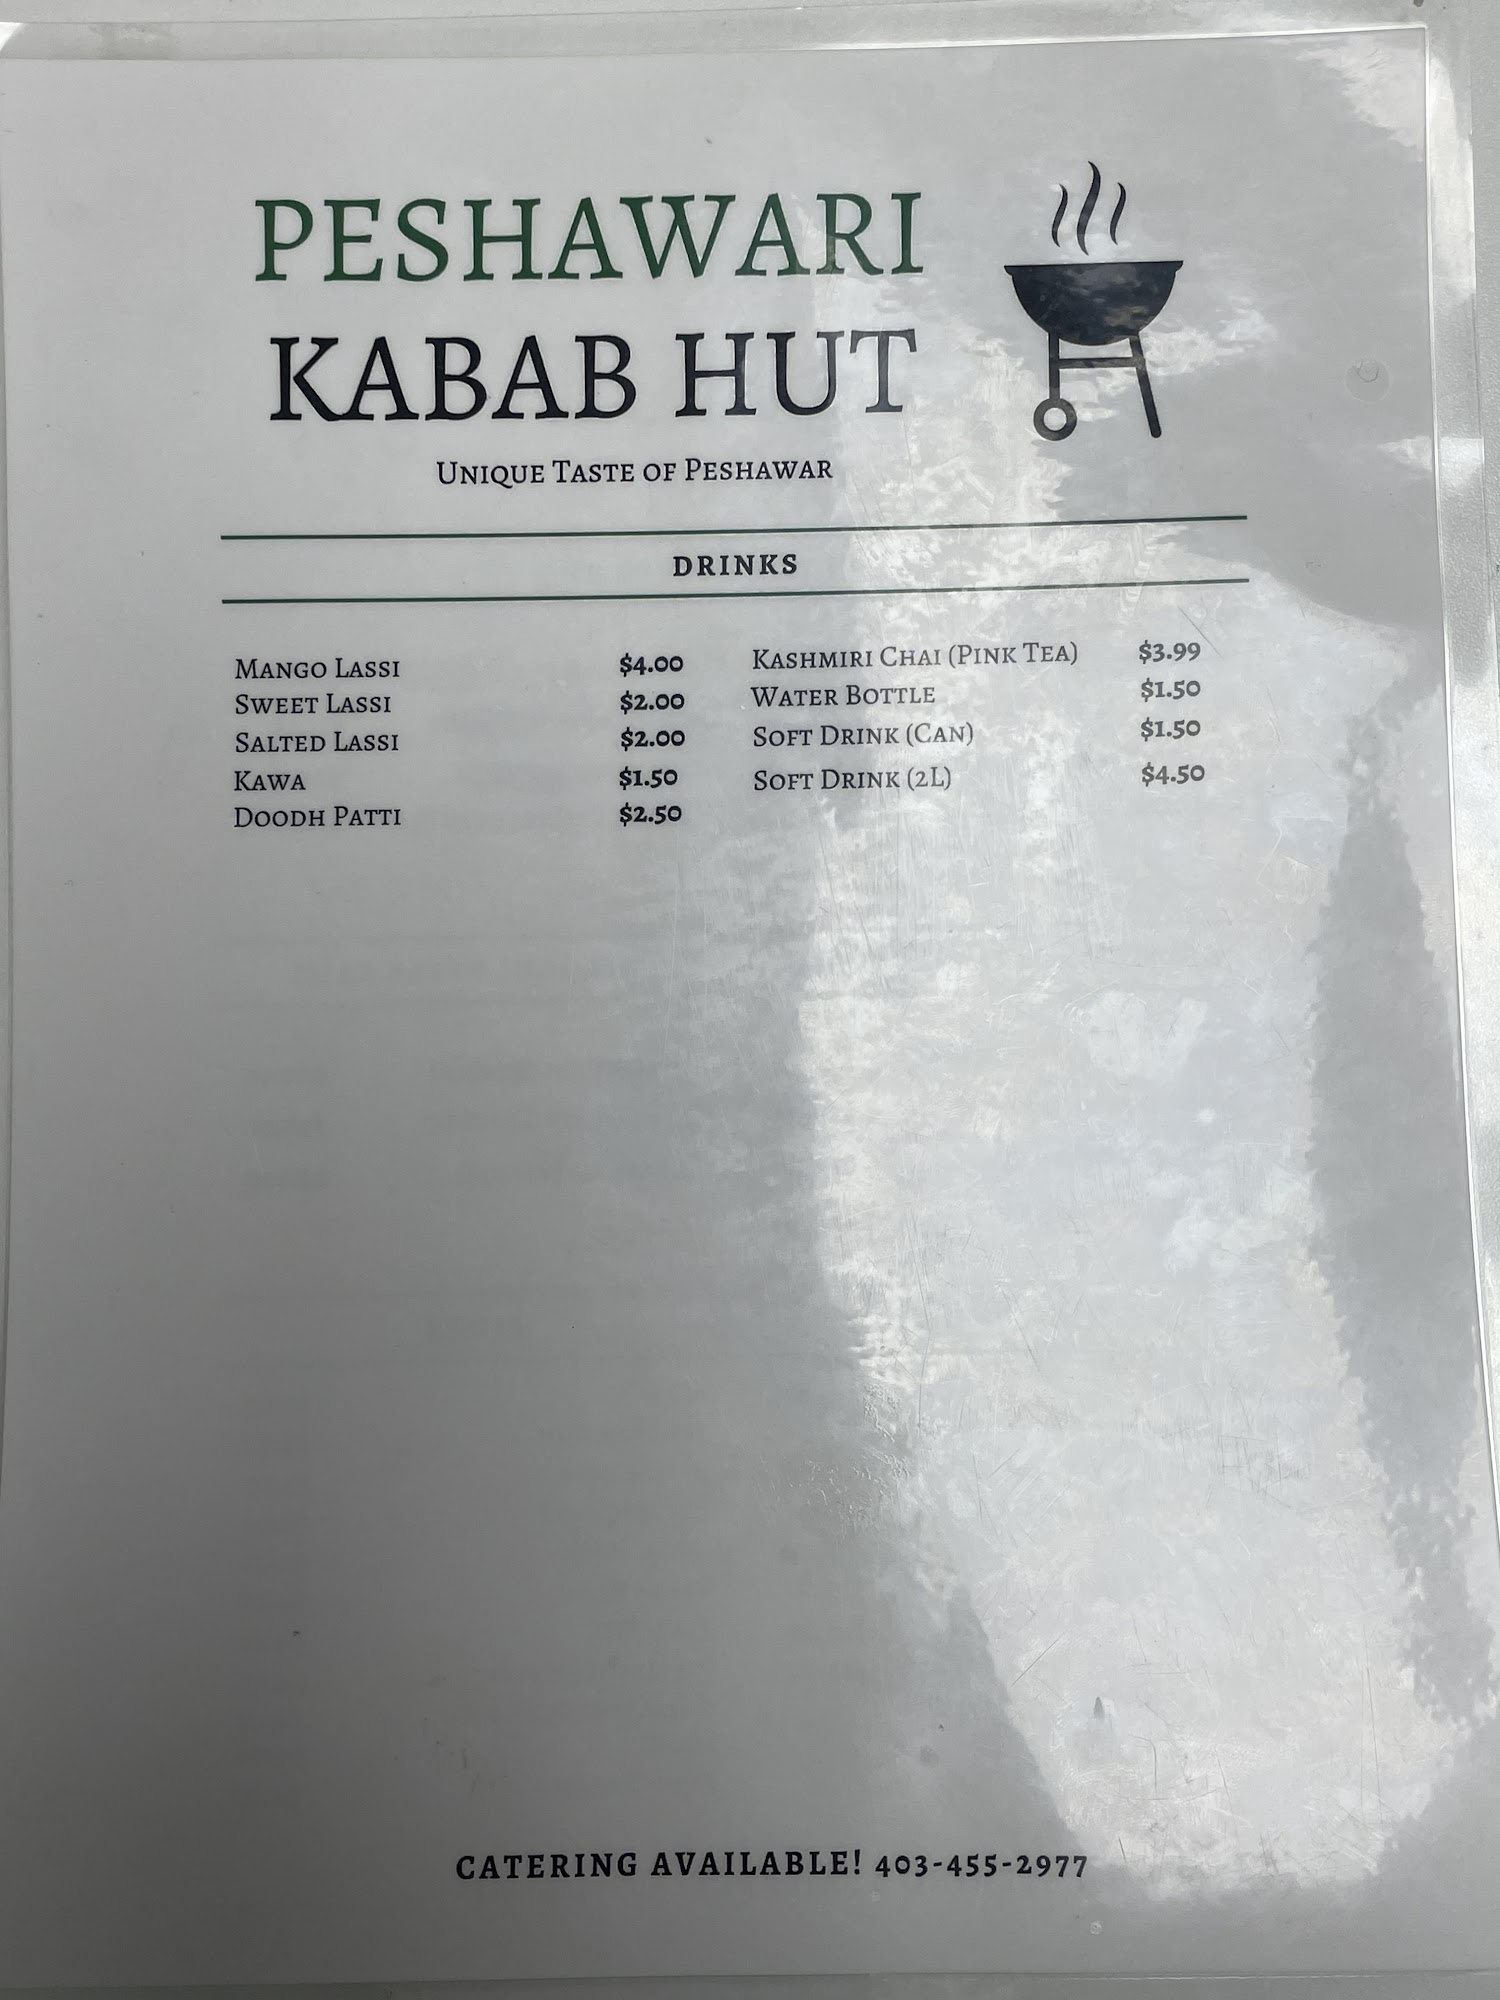 PESHAWARI
KABAB HUT
UNIQUE TASTE OF PESHAWAR
DRINKS
MANGO LASSI $4.00
SWEET LASSI $2.00
SALTED LASSI $2.00
KAWA $1.50
DOODH PATTI $2.50
KASHMIRI CHAI (PINK TEA) $3.99
WATER BOTTLE $1.50
SOFT DRINK (CAN) $1.50
SOFT DRINK (2L) $4.50
CATERING AVAILABLE! 403-455-2977